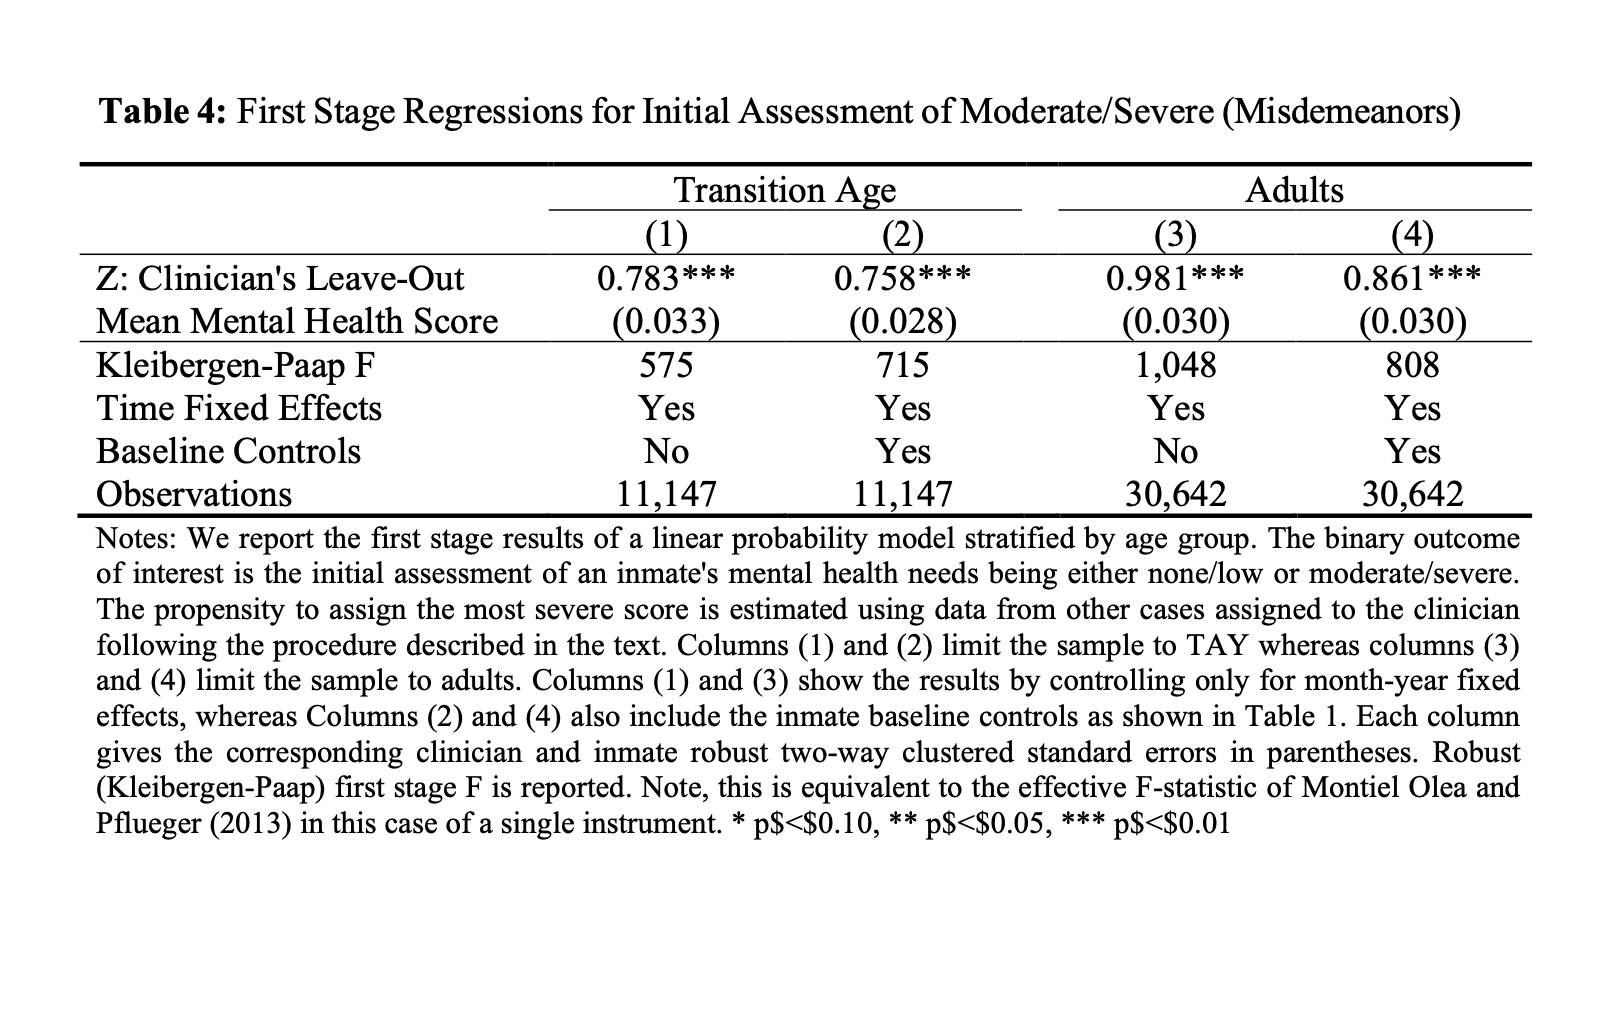 Table 4: First Stage Regressions for Initial Assessment of Moderate/Severe (Misdemeanors)
Transition Age Adults
(1) (2) (3) (4)
Z: Clinician's Leave-Out 0.783*** 0.758*** 0.981*** 0.861***
Mean Mental Health Score (0.033) (0.028) (0.030) (0.030)
Kleibergen-Paap F 575 715 1,048 808
Time Fixed Effects Yes Yes Yes Yes
Baseline Controls No Yes No Yes
Observations 11,147 11,147 30,642 30,642
Notes: We report the first stage results of a linear probability model stratified by age group. The binary outcome
of interest is the initial assessment of an inmate's mental health needs being either none/low or moderate/severe.
The propensity to assign the most severe score is estimated using data from other cases assigned to the clinician
following the procedure described in the text. Columns (1) and (2) limit the sample to TAY whereas columns (3)
and (4) limit the sample to adults. Columns (1) and (3) show the results by controlling only for month-year fixed
effects, whereas Columns (2) and (4) also include the inmate baseline controls as shown in Table 1. Each column
gives the corresponding clinician and inmate robust two-way clustered standard errors in parentheses. Robust
(Kleibergen-Paap) first stage F is reported. Note, this is equivalent to the effective F-statistic of Montiel Olea and
Pflueger (2013) in this case of a single instrument. * p$<$0.10, ** p$<$0.05, *** p$<$0.01